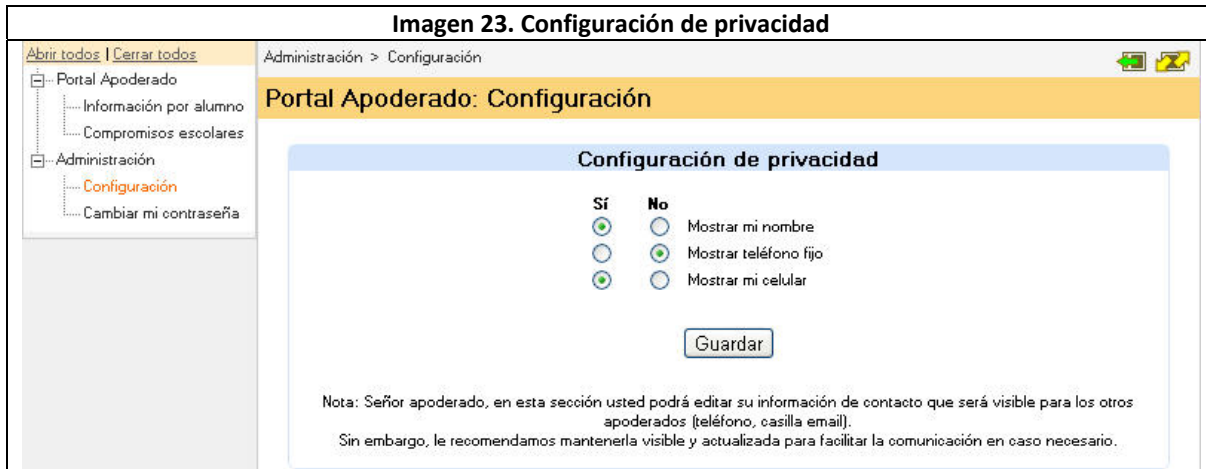 Imagen 23. Configuración de privacidad
Abrir todos | Cerrar todos
Portal Apoderado
Información por alumno
Compromisos escolares
Administración
Configuración
Cambiar mi contraseña
Administración > Configuración
Portal Apoderado: Configuración
Configuración de privacidad
Sí No
Mostrar mi nombre
Mostrar teléfono fijo
Mostrar mi celular
Guardar
Nota: Señor apoderado, en esta sección usted podrá editar su información de contacto que será visible para los otros
apoderados (teléfono, casilla email).
Sin embargo, le recomendamos mantenerla visible y actualizada para facilitar la comunicación en caso necesario.